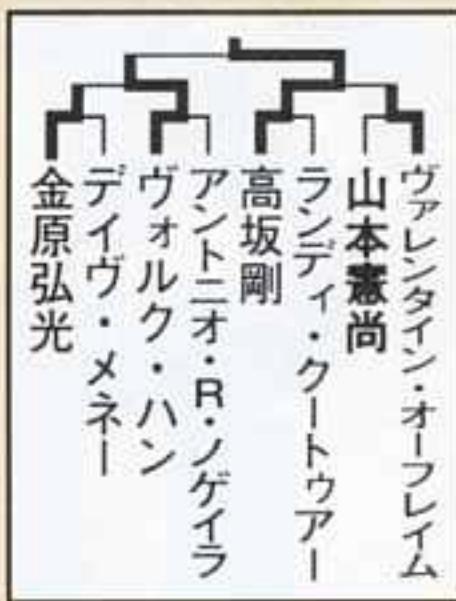 ヴァレンタイン・オーフレイム
山本憲尚
ランディ・クートゥアー
高坂剛
アントニオ・R・ノゲイラ
ヴォルク・ハン
デイヴ・メネー
金原弘光